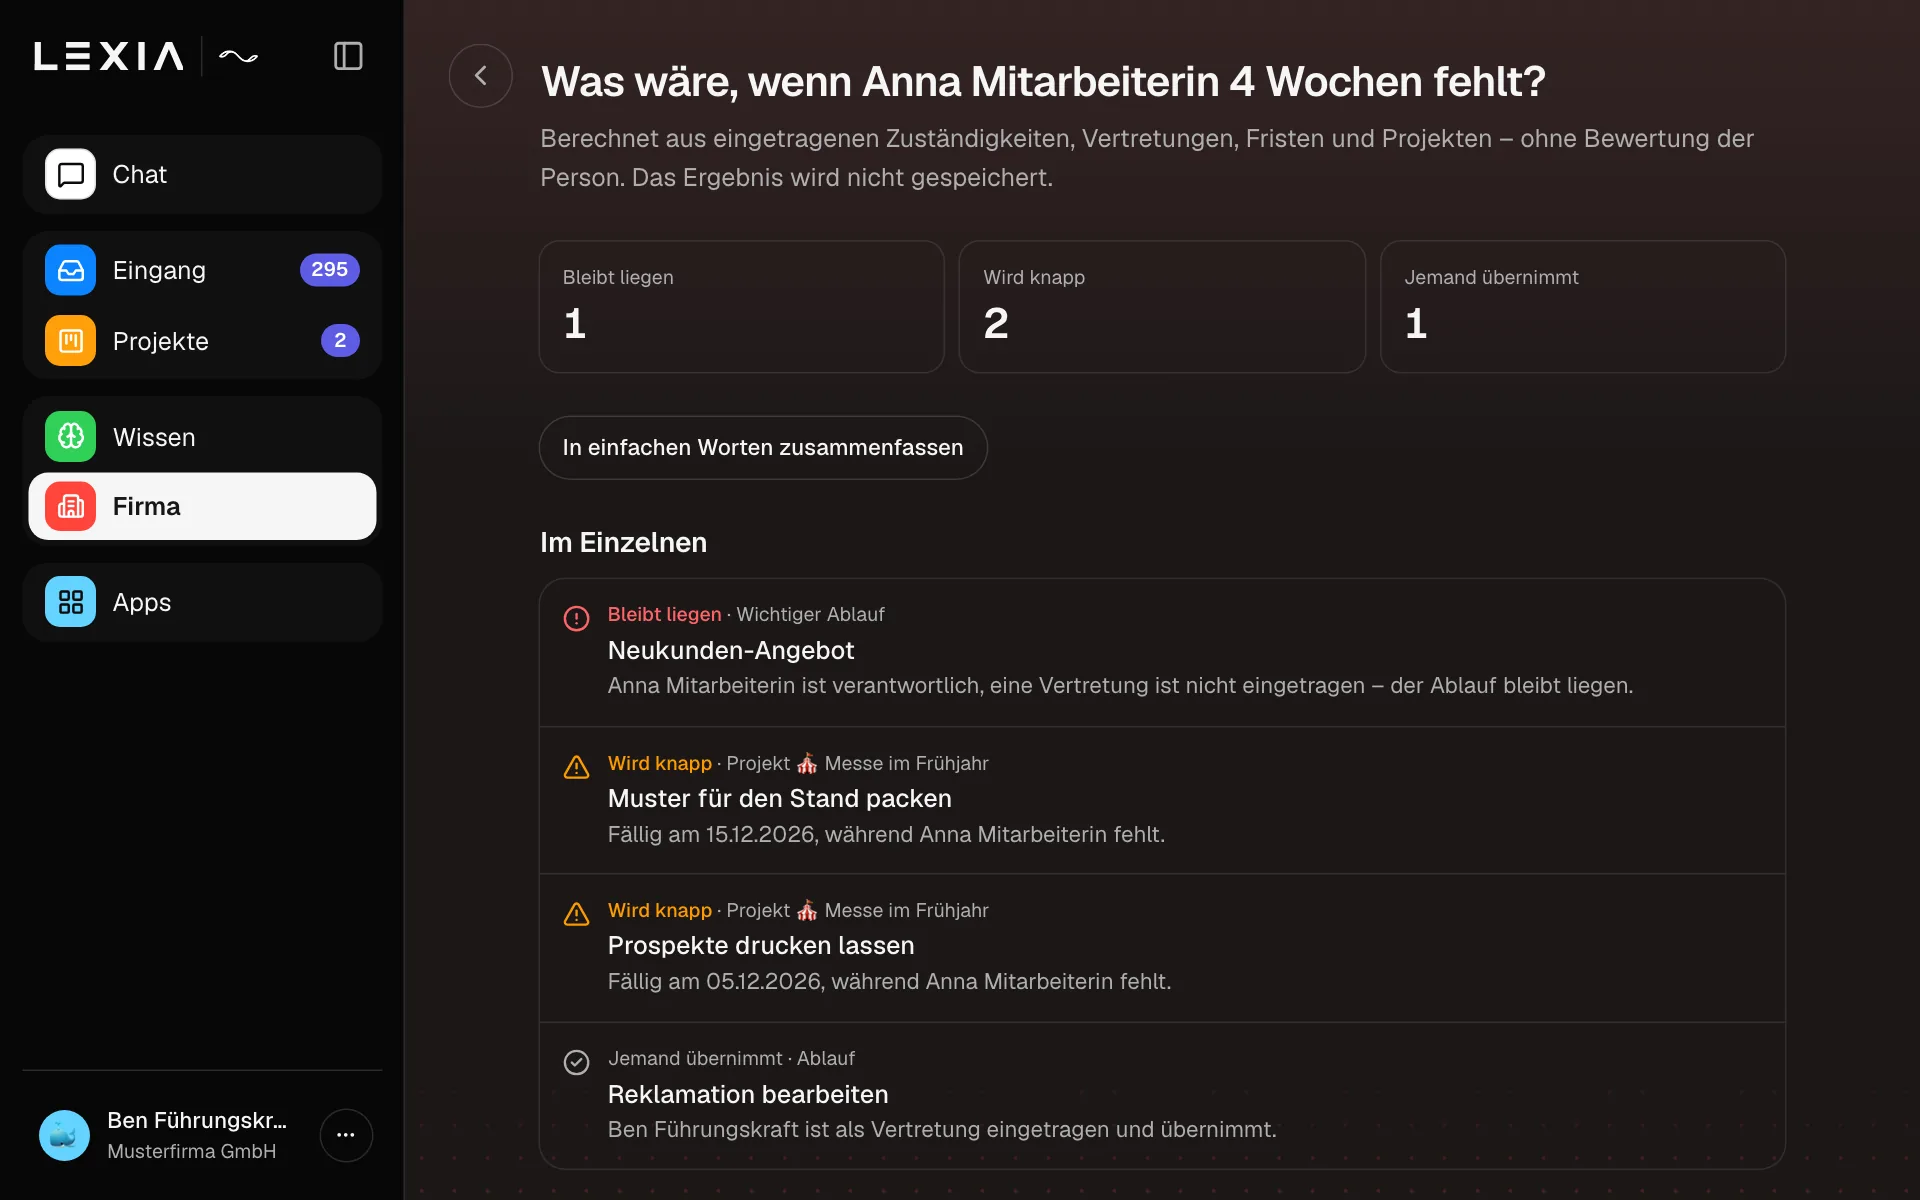 LEXIA
Chat
Eingang 295
Projekte 2
Wissen
Firma
Apps
Ben Führungskr...
Musterfirma GmbH
Was wäre, wenn Anna Mitarbeiterin 4 Wochen fehlt?
Berechnet aus eingetragenen Zuständigkeiten, Vertretungen, Fristen und Projekten – ohne Bewertung der
Person. Das Ergebnis wird nicht gespeichert.
Bleibt liegen
1
Wird knapp
2
Jemand übernimmt
1
In einfachen Worten zusammenfassen
Im Einzelnen
Bleibt liegen · Wichtiger Ablauf
Neukunden-Angebot
Anna Mitarbeiterin ist verantwortlich, eine Vertretung ist nicht eingetragen – der Ablauf bleibt liegen.
Wird knapp · Projekt 🎪 Messe im Frühjahr
Muster für den Stand packen
Fällig am 15.12.2026, während Anna Mitarbeiterin fehlt.
Wird knapp · Projekt 🎪 Messe im Frühjahr
Prospekte drucken lassen
Fällig am 05.12.2026, während Anna Mitarbeiterin fehlt.
Jemand übernimmt · Ablauf
Reklamation bearbeiten
Ben Führungskraft ist als Vertretung eingetragen und übernimmt.